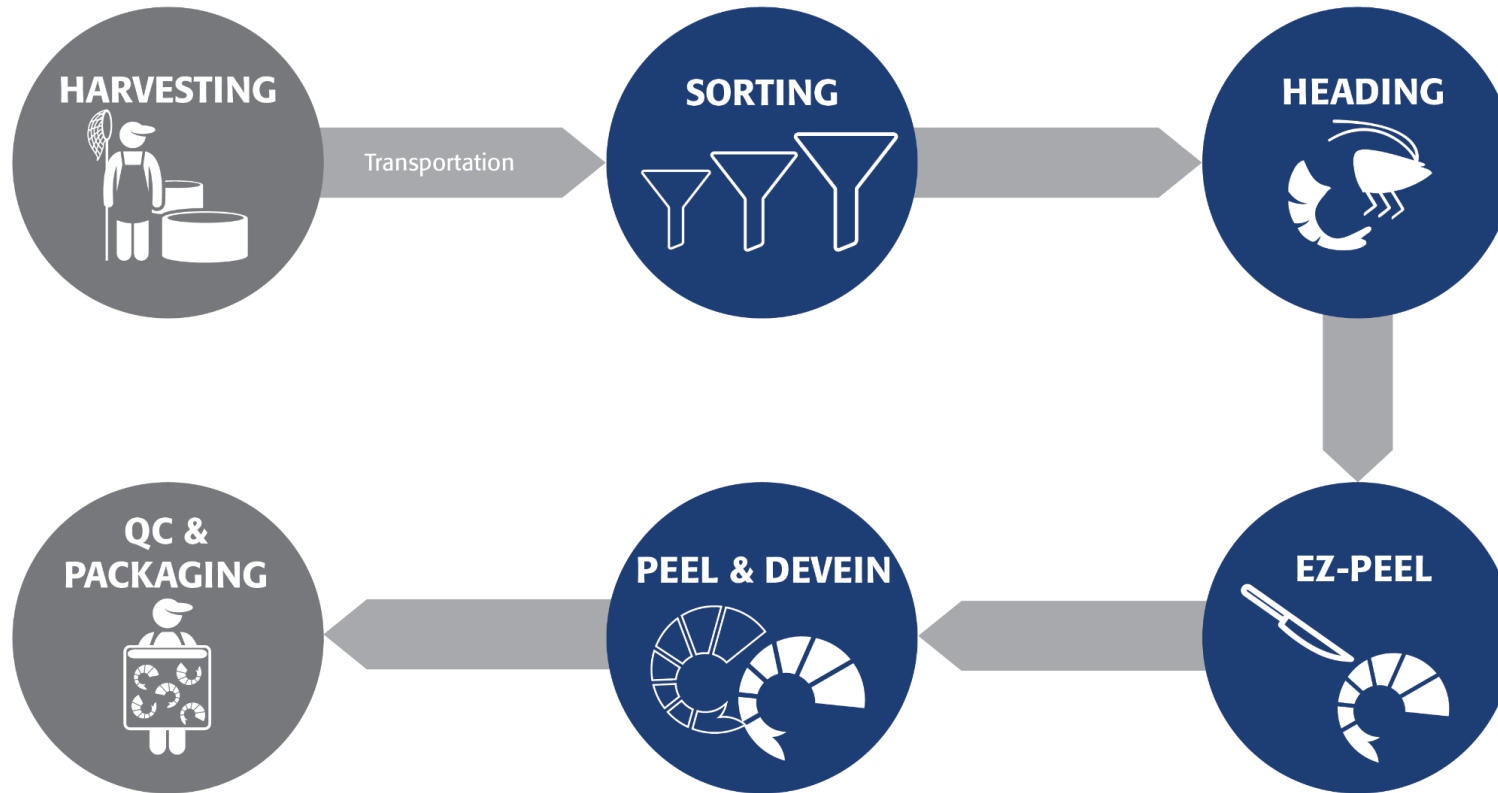 HARVESTING
Transportation
SORTING
HEADING
EZ-PEEL
PEEL & DEVEIN
QC &
PACKAGING